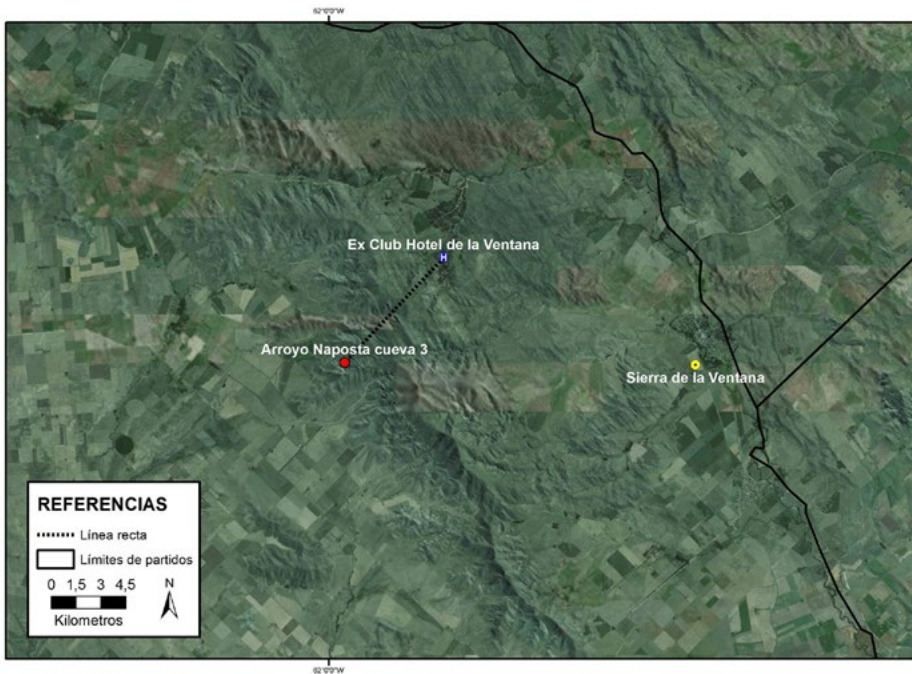 62°0'0"W
Ex Club Hotel de la Ventana
H
Arroyo Naposta cueva 3
Sierra de la Ventana
REFERENCIAS
Línea recta
Límites de partidos
0 1,5 3 4,5
Kilometros
N
62°0'0"W